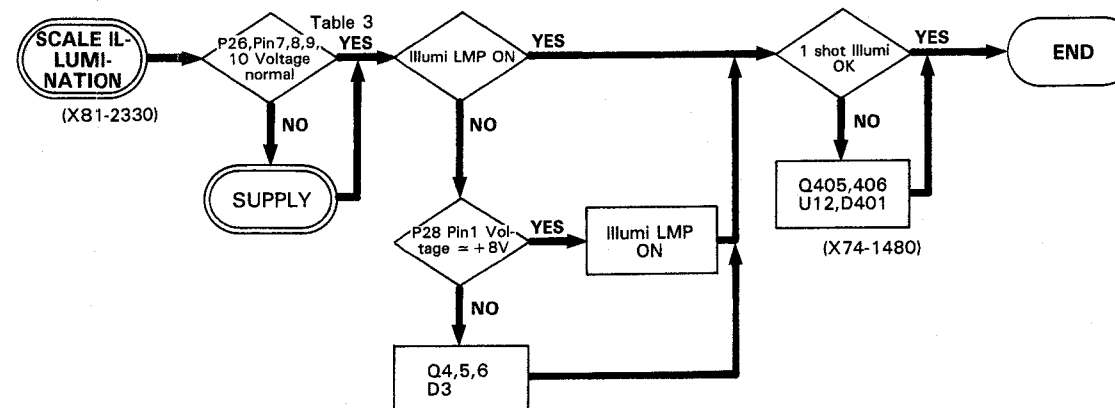 SCALE IL-
LUMI-
NATION
(X81-2330)
P26,Pin7,8,9,
10 Voltage
normal
Table 3
YES
NO
SUPPLY
Illumi LMP ON
YES
NO
P28 Pin1 Vol-
tage ≃ +8V
YES
Illumi LMP
ON
NO
Q4,5,6
D3
1 shot Illumi
OK
YES
NO
Q405,406
U12,D401
(X74-1480)
END